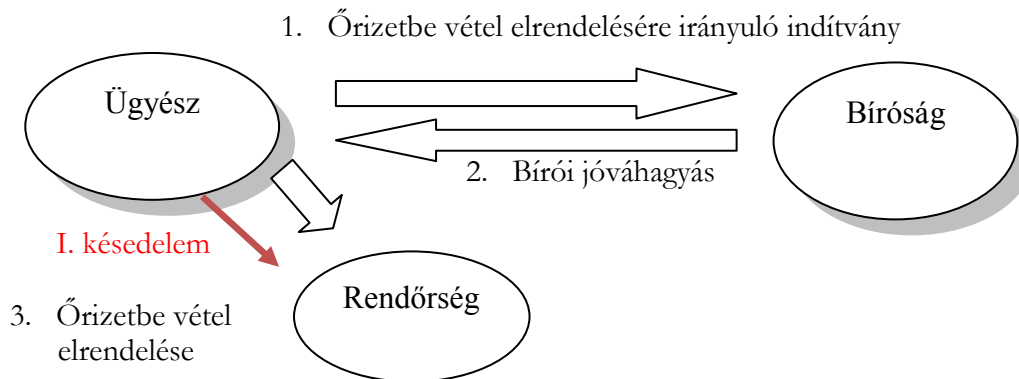 1. Őrizetbe vétel elrendelésére irányuló indítvány
Ügyész
Bíróság
2. Bírói jóváhagyás
I. késedelem
Rendőrség
3. Őrizetbe vétel
elrendelése